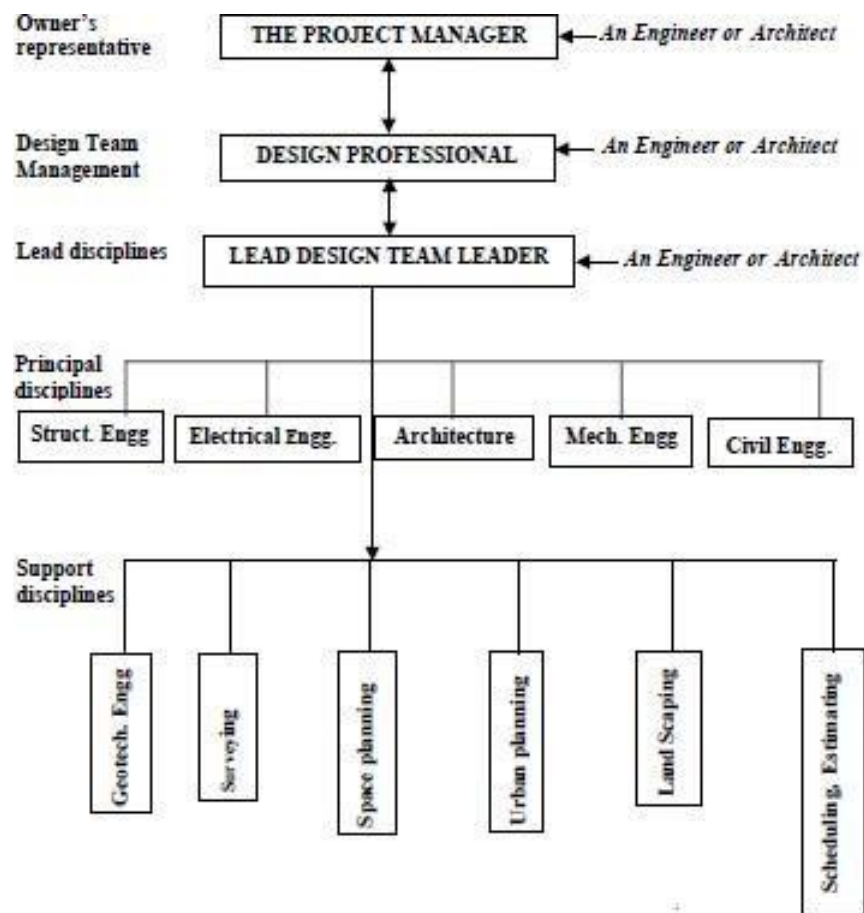 Owner's
representative
THE PROJECT MANAGER
An Engineer or Architect
Design Team
Management
DESIGN PROFESSIONAL
An Engineer or Architect
Lead disciplines
LEAD DESIGN TEAM LEADER
An Engineer or Architect
Principal
disciplines
Struct. Engg
Electrical Engg.
Architecture
Mech. Engg
Civil Engg.
Support
disciplines
Geotech. Engg
Surveying
Space planning
Urban planning
Land Scaping
Scheduling, Estimating